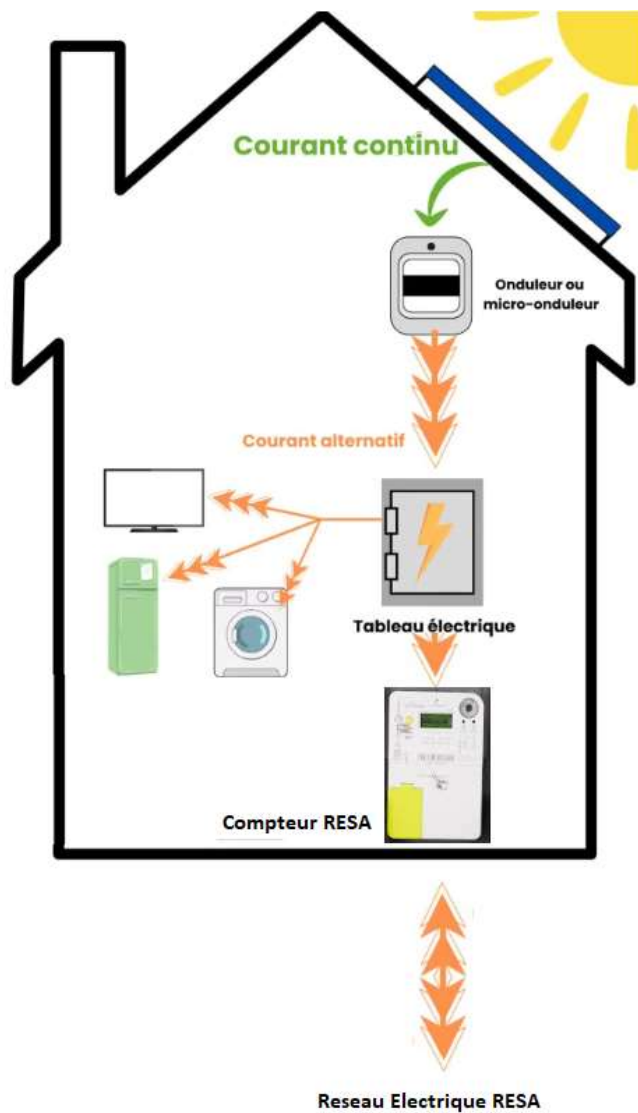 Courant continu
Onduleur ou
micro-onduleur
Courant alternatif
Tableau électrique
Compteur RESA
Reseau Electrique RESA